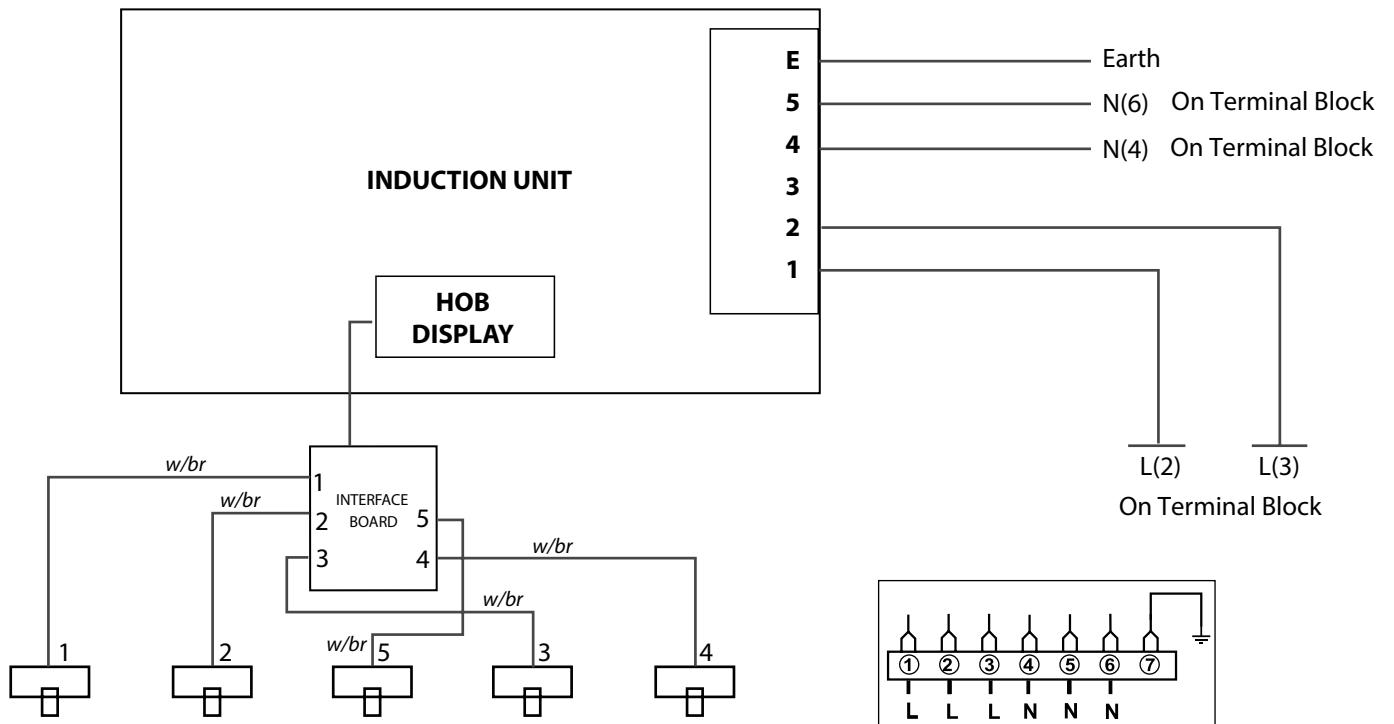 E
Earth
5
N(6) On Terminal Block
4
N(4) On Terminal Block
INDUCTION UNIT
3
2
1
HOB
DISPLAY
L(2)
L(3)
On Terminal Block
w/br
1
w/br
INTERFACE
BOARD
2
5
3
4
w/br
w/br
w/br
1
2
5
3
4
1 2 3 4 5 6 7
L L L N N N